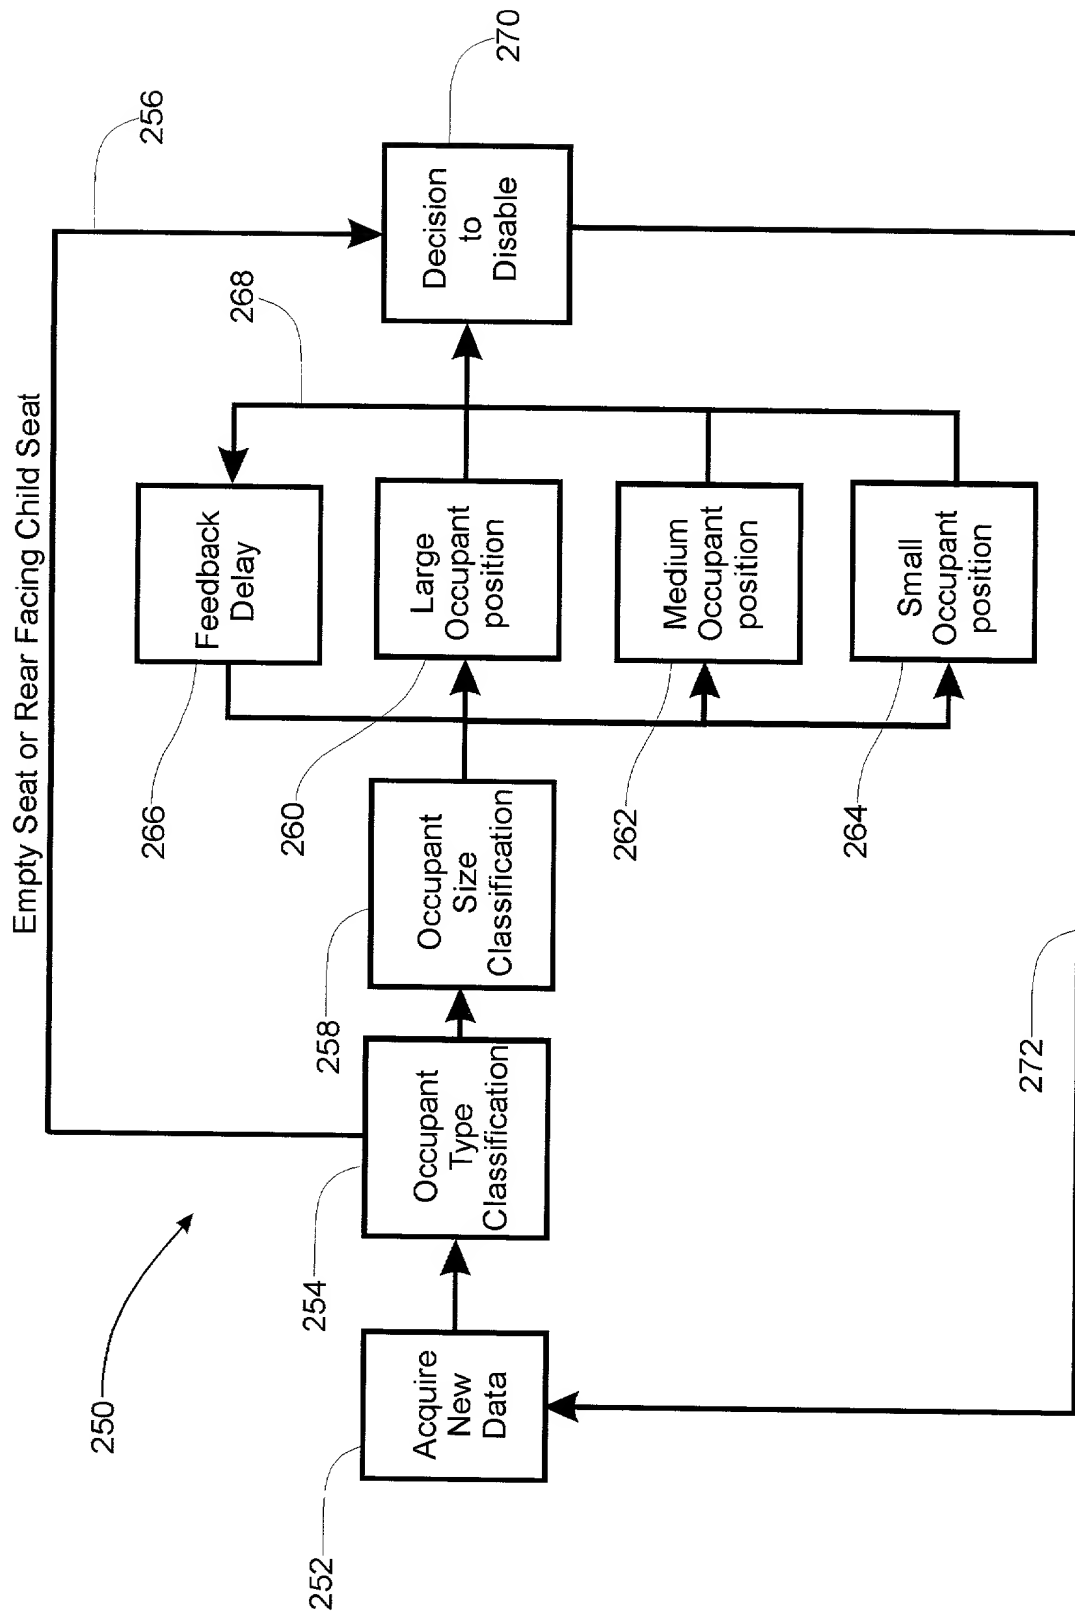 Empty Seat or Rear Facing Child Seat
256
250
266
Feedback
Delay
268
252
Acquire
New
Data
254
Occupant
Type
Classification
258
Occupant
Size
Classification
260
Large
Occupant
position
Decision
to
Disable
270
262
Medium
Occupant
position
264
Small
Occupant
position
272